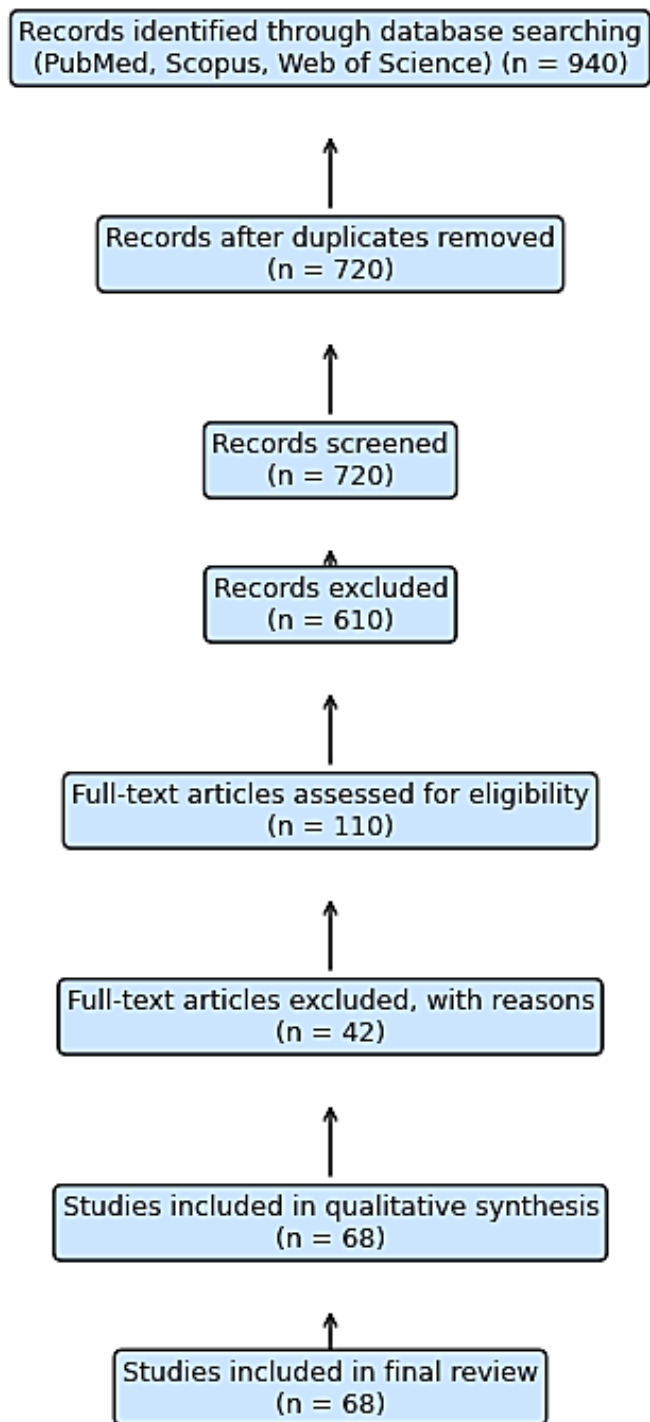 Records identified through database searching
(PubMed, Scopus, Web of Science) (n = 940)
Records after duplicates removed
(n = 720)
Records screened
(n = 720)
Records excluded
(n = 610)
Full-text articles assessed for eligibility
(n = 110)
Full-text articles excluded, with reasons
(n = 42)
Studies included in qualitative synthesis
(n = 68)
Studies included in final review
(n = 68)